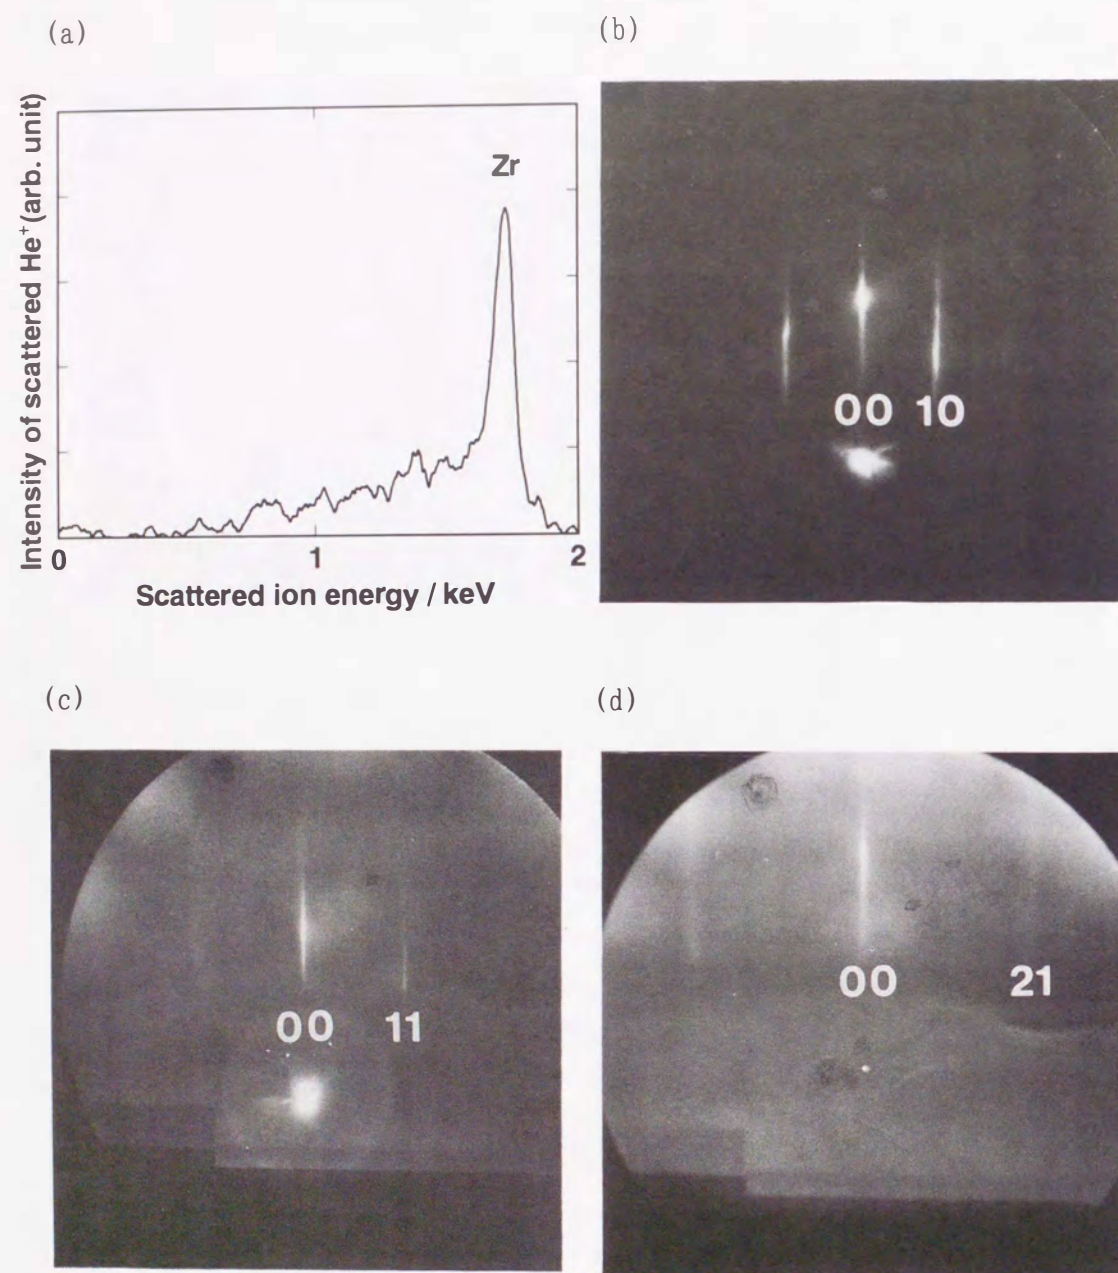 (a)
Intensity of scattered He⁺(arb. unit)
Zr
0
1
2
Scattered ion energy / keV
(b)
00 10
(c)
00 11
(d)
00 21